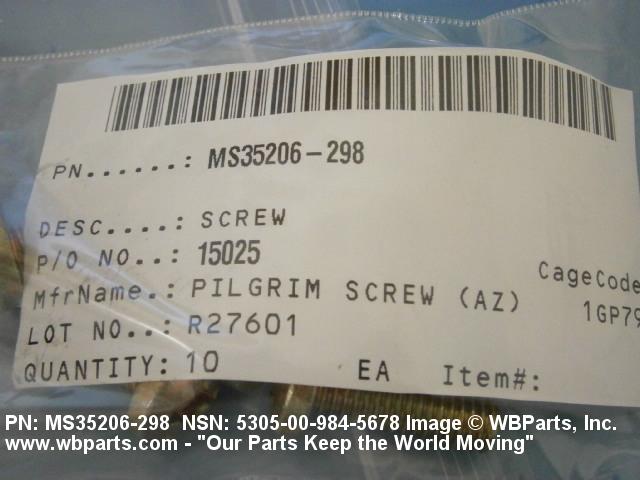 PN......: MS35206-298
DESC....: SCREW
P/O NO..: 15025
MfrName.: PILGRIM SCREW (AZ)
CageCode
1GP79
LOT NO..: R27601
QUANTITY: 10 EA Item#:
PN: MS35206-298 NSN: 5305-00-984-5678 Image © WBParts, Inc.
www.wbparts.com - "Our Parts Keep the World Moving"